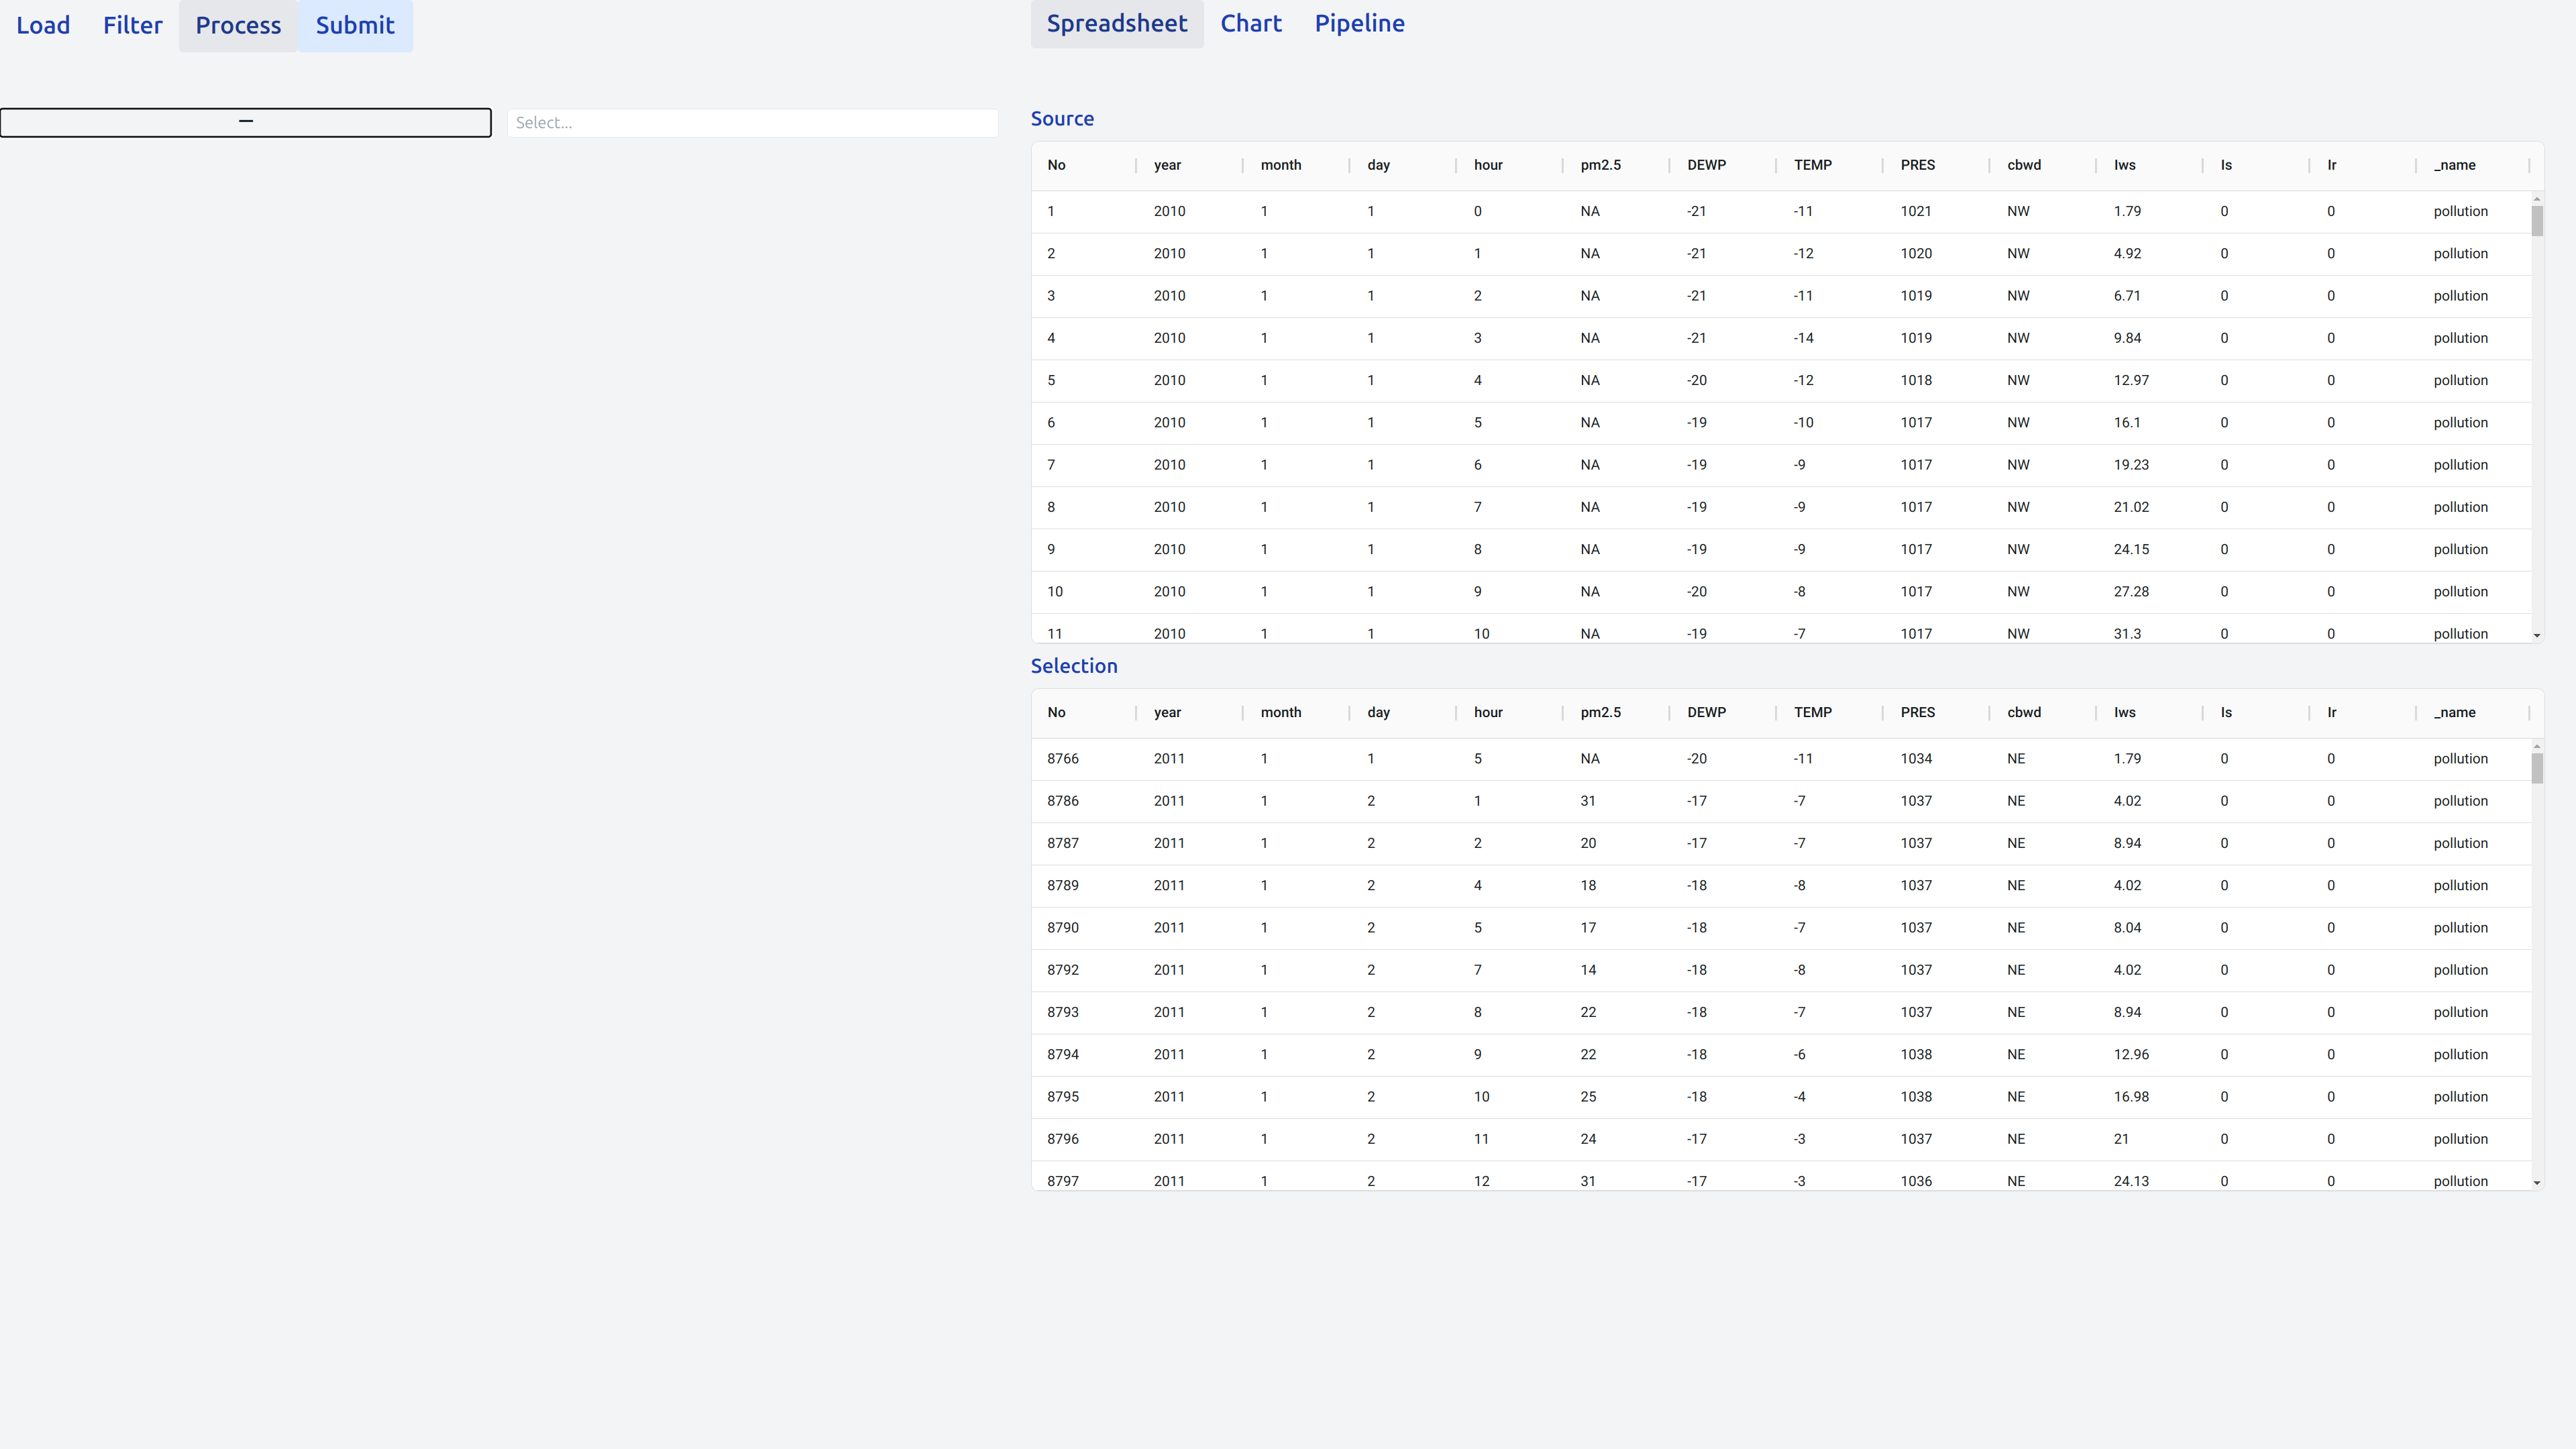 Load Filter Process Submit
Spreadsheet Chart Pipeline
— Select...
Source
No year month day hour pm2.5 DEWP TEMP PRES cbwd Iws Is Ir _name
1 2010 1 1 0 NA -21 -11 1021 NW 1.79 0 0 pollution
2 2010 1 1 1 NA -21 -12 1020 NW 4.92 0 0 pollution
3 2010 1 1 2 NA -21 -11 1019 NW 6.71 0 0 pollution
4 2010 1 1 3 NA -21 -14 1019 NW 9.84 0 0 pollution
5 2010 1 1 4 NA -20 -12 1018 NW 12.97 0 0 pollution
6 2010 1 1 5 NA -19 -10 1017 NW 16.1 0 0 pollution
7 2010 1 1 6 NA -19 -9 1017 NW 19.23 0 0 pollution
8 2010 1 1 7 NA -19 -9 1017 NW 21.02 0 0 pollution
9 2010 1 1 8 NA -19 -9 1017 NW 24.15 0 0 pollution
10 2010 1 1 9 NA -20 -8 1017 NW 27.28 0 0 pollution
11 2010 1 1 10 NA -19 -7 1017 NW 31.3 0 0 pollution
Selection
No year month day hour pm2.5 DEWP TEMP PRES cbwd Iws Is Ir _name
8766 2011 1 1 5 NA -20 -11 1034 NE 1.79 0 0 pollution
8786 2011 1 2 1 31 -17 -7 1037 NE 4.02 0 0 pollution
8787 2011 1 2 2 20 -17 -7 1037 NE 8.94 0 0 pollution
8789 2011 1 2 4 18 -18 -8 1037 NE 4.02 0 0 pollution
8790 2011 1 2 5 17 -18 -7 1037 NE 8.04 0 0 pollution
8792 2011 1 2 7 14 -18 -8 1037 NE 4.02 0 0 pollution
8793 2011 1 2 8 22 -18 -7 1037 NE 8.94 0 0 pollution
8794 2011 1 2 9 22 -18 -6 1038 NE 12.96 0 0 pollution
8795 2011 1 2 10 25 -18 -4 1038 NE 16.98 0 0 pollution
8796 2011 1 2 11 24 -17 -3 1037 NE 21 0 0 pollution
8797 2011 1 2 12 31 -17 -3 1036 NE 24.13 0 0 pollution